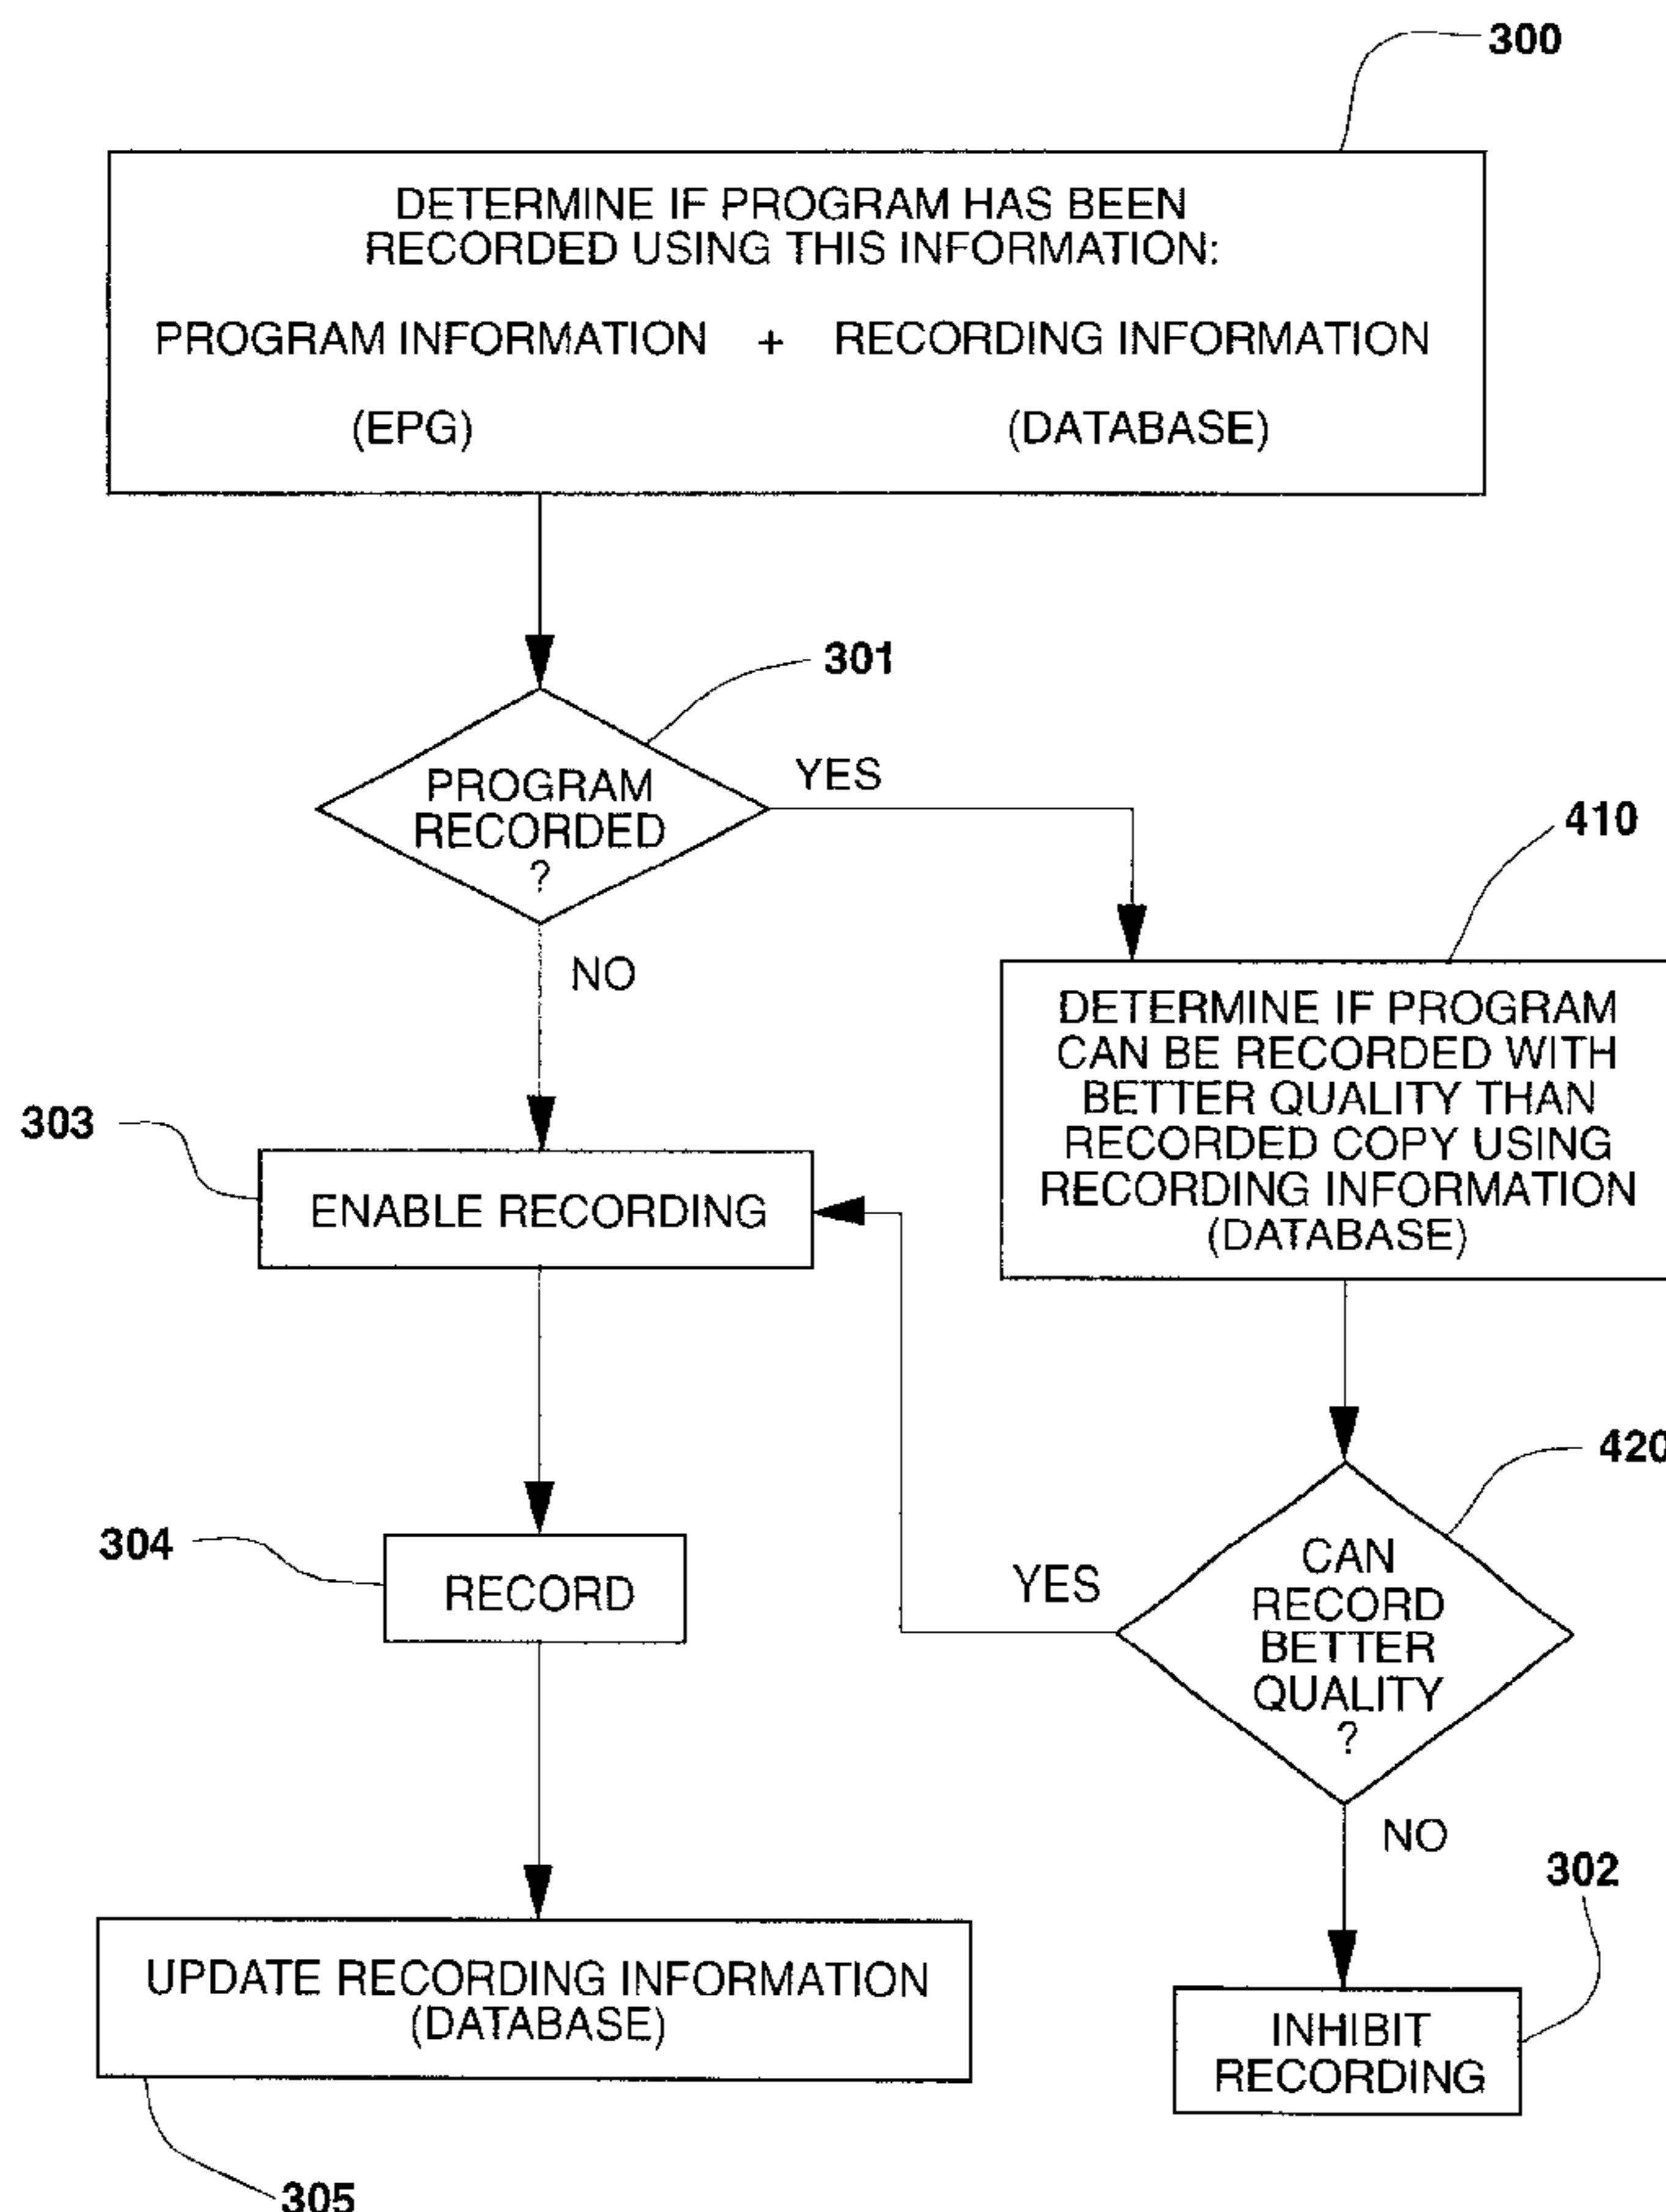 300
DETERMINE IF PROGRAM HAS BEEN
RECORDED USING THIS INFORMATION:
PROGRAM INFORMATION + RECORDING INFORMATION
(EPG) (DATABASE)
301
PROGRAM
RECORDED
?
YES
NO
410
DETERMINE IF PROGRAM
CAN BE RECORDED WITH
BETTER QUALITY THAN
RECORDED COPY USING
RECORDING INFORMATION
(DATABASE)
303
ENABLE RECORDING
420
CAN
RECORD
BETTER
QUALITY
?
YES
NO
304
RECORD
302
INHIBIT
RECORDING
UPDATE RECORDING INFORMATION
(DATABASE)
305